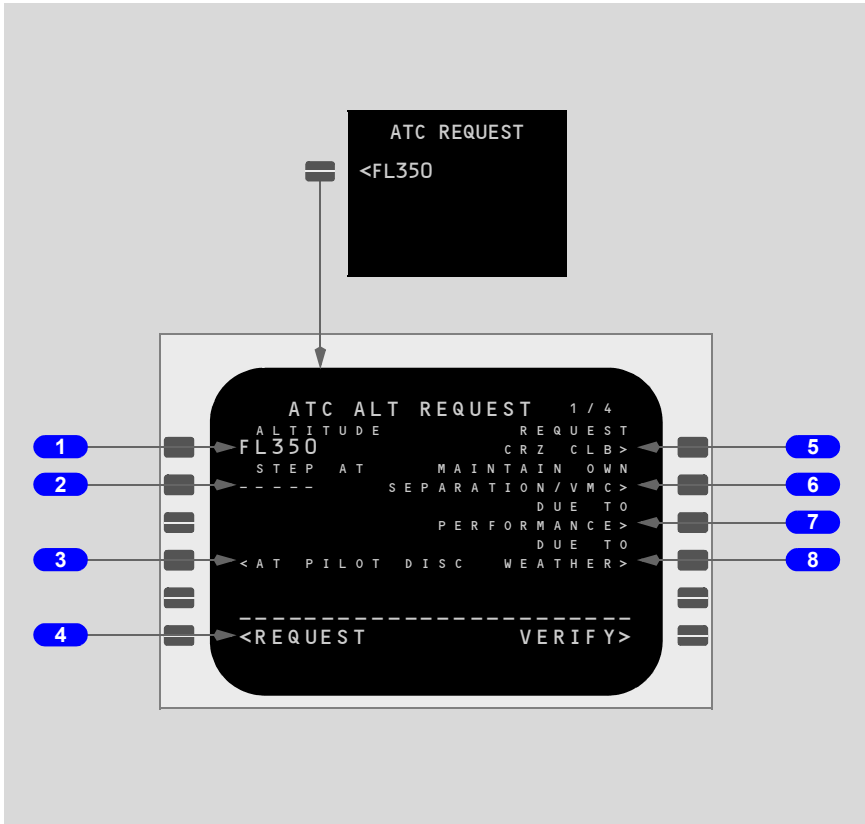 ATC REQUEST
<FL350
ATC ALT REQUEST 1/4
ALTITUDE REQUEST
1 FL350 CRZ CLB> 5
STEP AT MAINTAIN OWN
2 ----- SEPARATION/VMC> 6
DUE TO
PERFORMANCE> 7
DUE TO
3 <AT PILOT DISC WEATHER> 8
------------------------
4 <REQUEST VERIFY>